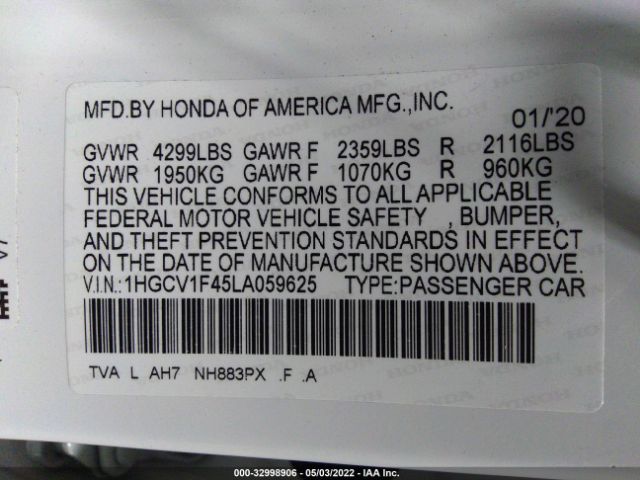 MFD.BY HONDA OF AMERICA MFG.,INC.
01/'20
GVWR 4299LBS GAWR F 2359LBS R 2116LBS
GVWR 1950KG GAWR F 1070KG R 960KG
THIS VEHICLE CONFORMS TO ALL APPLICABLE
FEDERAL MOTOR VEHICLE SAFETY , BUMPER,
AND THEFT PREVENTION STANDARDS IN EFFECT
ON THE DATE OF MANUFACTURE SHOWN ABOVE.
V.I.N.:1HGCV1F45LA059625 TYPE:PASSENGER CAR
TVA L AH7 NH883PX .F .A
000-32998906 - 05/03/2022 - IAA Inc.